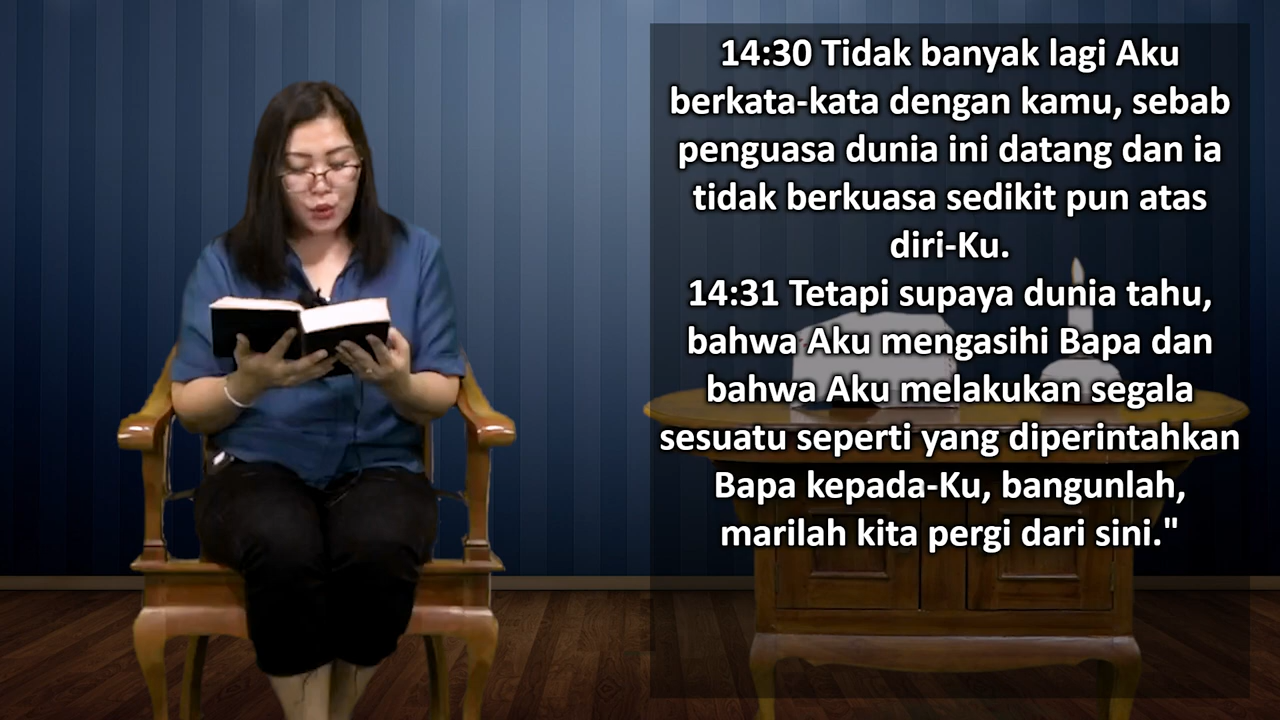 14:30 Tidak banyak lagi Aku
berkata-kata dengan kamu, sebab
penguasa dunia ini datang dan ia
tidak berkuasa sedikit pun atas
diri-Ku.
14:31 Tetapi supaya dunia tahu,
bahwa Aku mengasihi Bapa dan
bahwa Aku melakukan segala
sesuatu seperti yang diperintahkan
Bapa kepada-Ku, bangunlah,
marilah kita pergi dari sini."